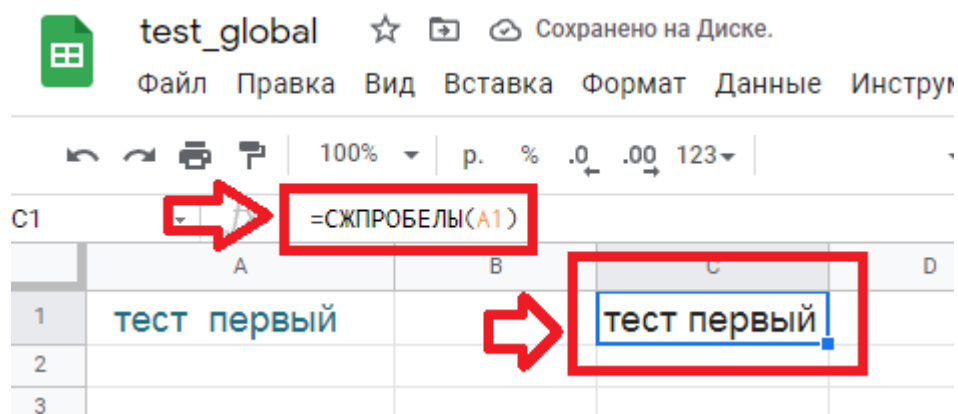 test_global Сохранено на Диске.
Файл Правка Вид Вставка Формат Данные Инструм
100% р. % .0 .00 123
C1 =СЖПРОБЕЛЫ(A1)
A B C D
1 тест первый тест первый
2
3